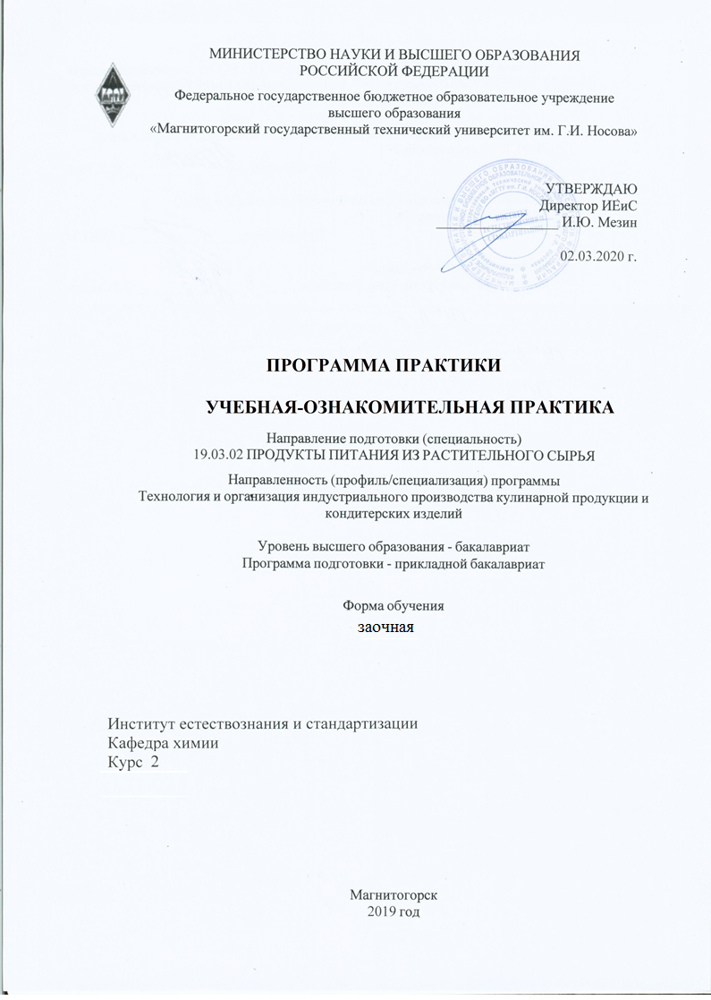 МИНИСТЕРСТВО НАУКИ И ВЫСШЕГО ОБРАЗОВАНИЯ
РОССИЙСКОЙ ФЕДЕРАЦИИ
Федеральное государственное бюджетное образовательное учреждение
высшего образования
«Магнитогорский государственный технический университет им. Г.И. Носова»
УТВЕРЖДАЮ
Директор ИЕиС
И.Ю. Мезин
02.03.2020 г.
ПРОГРАММА ПРАКТИКИ
УЧЕБНАЯ-ОЗНАКОМИТЕЛЬНАЯ ПРАКТИКА
Направление подготовки (специальность)
19.03.02 ПРОДУКТЫ ПИТАНИЯ ИЗ РАСТИТЕЛЬНОГО СЫРЬЯ
Направленность (профиль/специализация) программы
Технология и организация индустриального производства кулинарной продукции и
кондитерских изделий
Уровень высшего образования - бакалавриат
Программа подготовки - прикладной бакалавриат
Форма обучения
заочная
Институт естествознания и стандартизации
Кафедра химии
Курс 2
Магнитогорск
2019 год